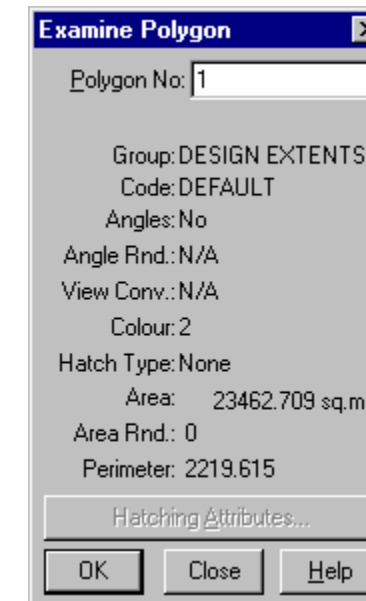 Examine Polygon
Polygon No: 1
Group: DESIGN EXTENTS
Code: DEFAULT
Angles: No
Angle Rnd.: N/A
View Conv.: N/A
Colour: 2
Hatch Type: None
Area: 23462.709 sq.m
Area Rnd.: 0
Perimeter: 2219.615
Hatching Attributes...
OK Close Help